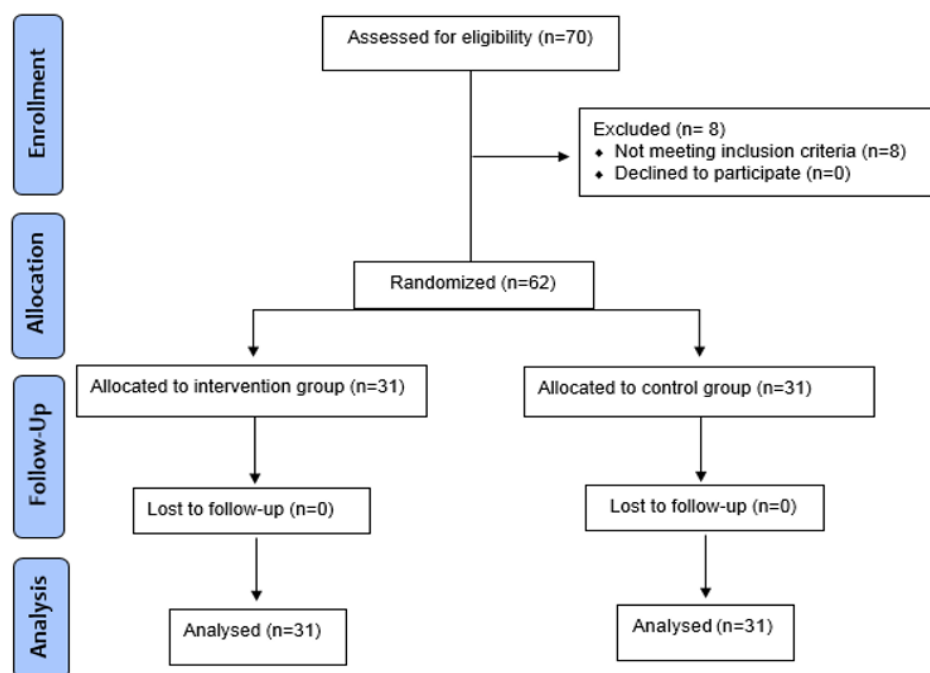 Enrollment
Assessed for eligibility (n=70)
Excluded (n= 8)
♦ Not meeting inclusion criteria (n=8)
♦ Declined to participate (n=0)
Allocation
Randomized (n=62)
Allocated to intervention group (n=31)
Allocated to control group (n=31)
Follow-Up
Lost to follow-up (n=0)
Lost to follow-up (n=0)
Analysis
Analysed (n=31)
Analysed (n=31)